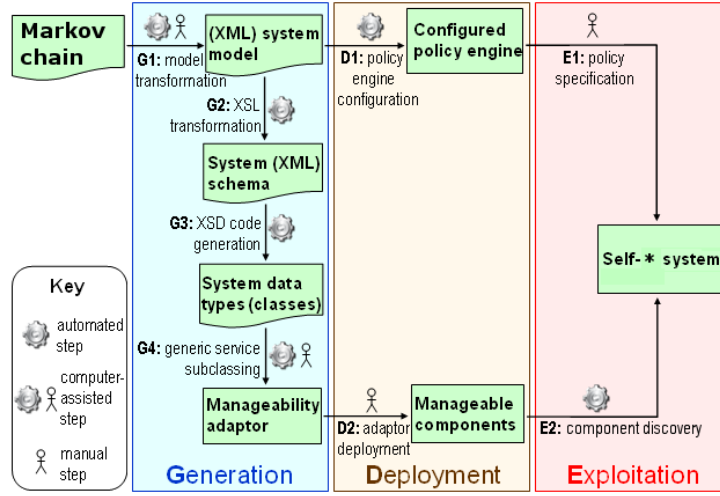 Markov
chain
(XML) system
model
Configured
policy engine
G1: model
transformation
D1: policy
engine
configuration
E1: policy
specification
G2: XSL
transformation
System (XML)
schema
G3: XSD code
generation
Self-* system
System data
types (classes)
Key
automated
step
computer-
assisted
step
manual
step
G4: generic service
subclassing
Manageability
adaptor
D2: adaptor
deployment
Manageable
components
E2: component discovery
Generation
Deployment
Exploitation